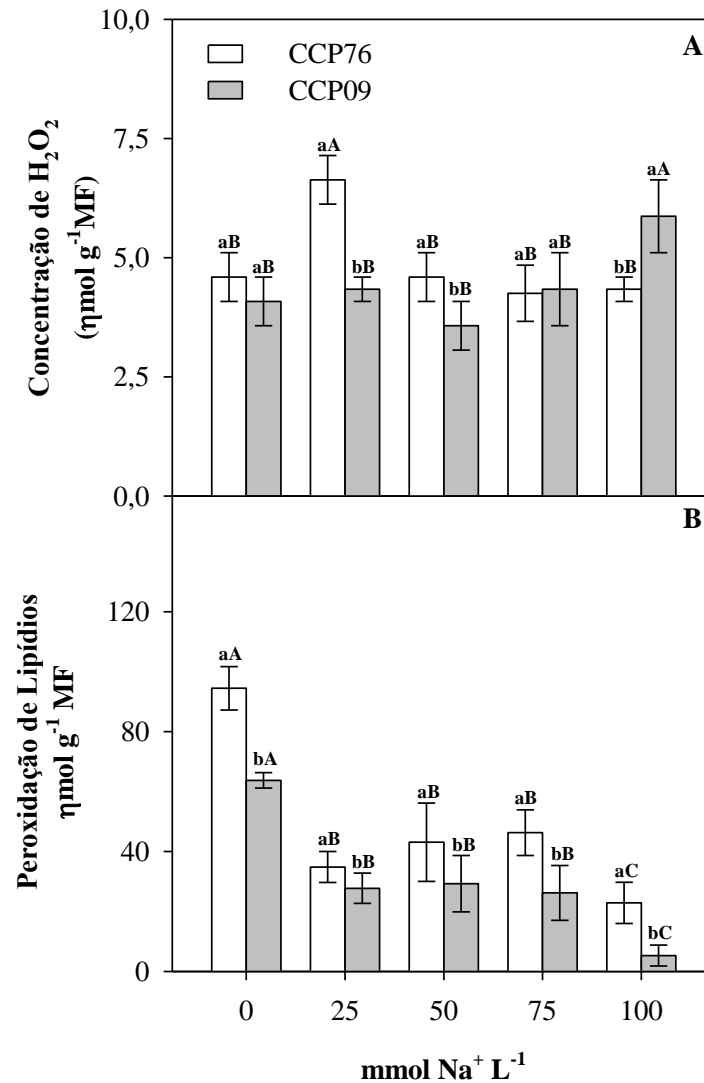 10,0
A
CCP76
CCP09
7,5
5,0
2,5
0,0
Concentração de H₂O₂
(ηmol g⁻¹MF)
aB aB aA bB aB bB aB aB bB aA
B
120
80
40
0
Peroxidação de Lipídios
ηmol g⁻¹ MF
aA bA aB bB aB bB aB bB aC bC
0 25 50 75 100
mmol Na⁺ L⁻¹